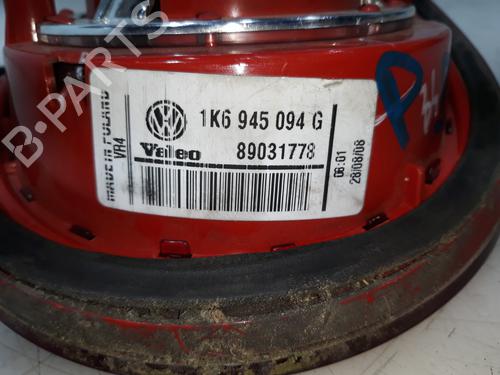 B-PARTS
MADE IN POLAND
VR4
1K6 945 094 G
Valeo 89031778
06:01
28/08/08